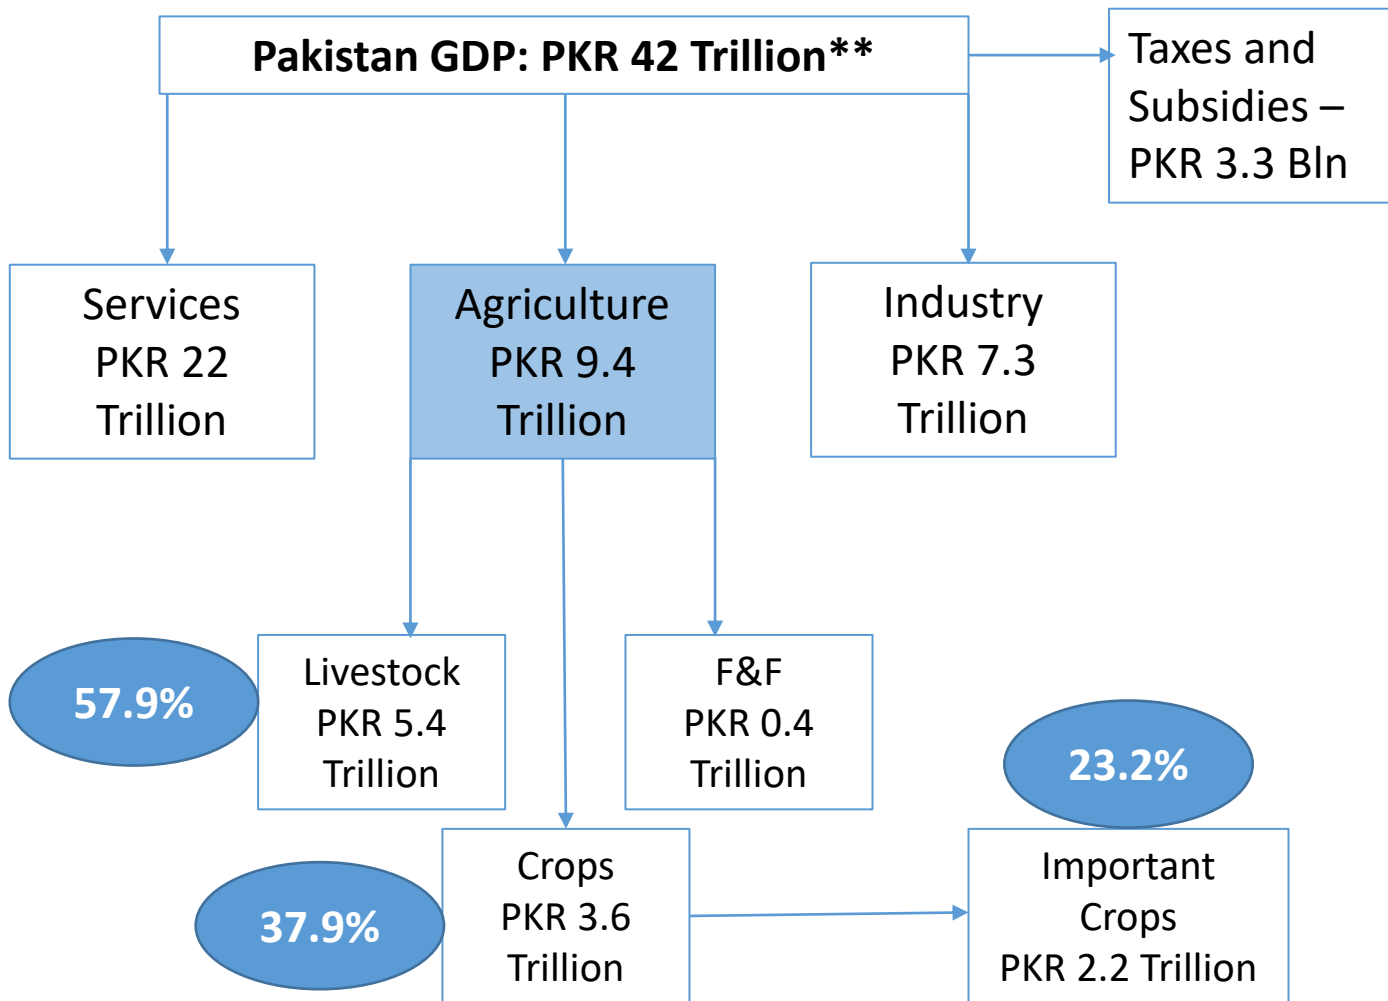 Pakistan GDP: PKR 42 Trillion**
Taxes and
Subsidies –
PKR 3.3 Bln
Services
PKR 22
Trillion
Agriculture
PKR 9.4
Trillion
Industry
PKR 7.3
Trillion
57.9%
Livestock
PKR 5.4
Trillion
F&F
PKR 0.4
Trillion
23.2%
37.9%
Crops
PKR 3.6
Trillion
Important
Crops
PKR 2.2 Trillion